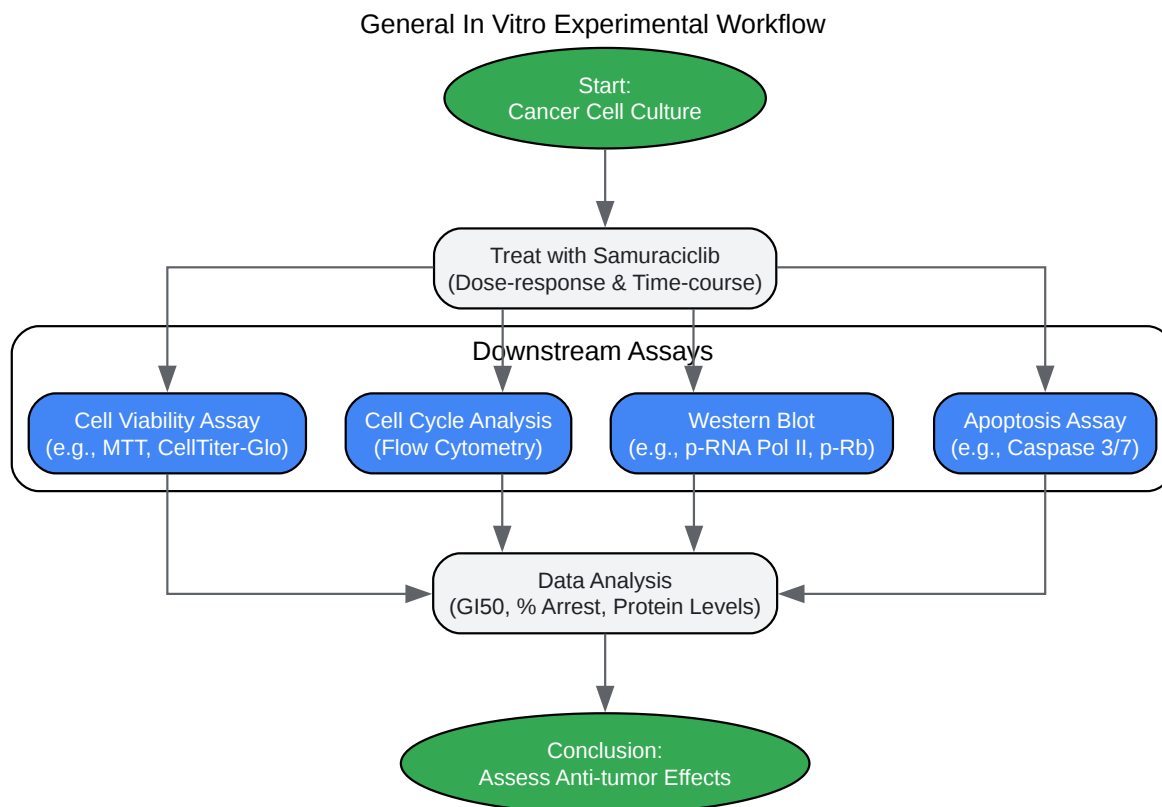 General In Vitro Experimental Workflow
Start:
Cancer Cell Culture
Treat with Samuraciclib
(Dose-response & Time-course)
Downstream Assays
Cell Viability Assay
(e.g., MTT, CellTiter-Glo)
Cell Cycle Analysis
(Flow Cytometry)
Western Blot
(e.g., p-RNA Pol II, p-Rb)
Apoptosis Assay
(e.g., Caspase 3/7)
Data Analysis
(GI50, % Arrest, Protein Levels)
Conclusion:
Assess Anti-tumor Effects